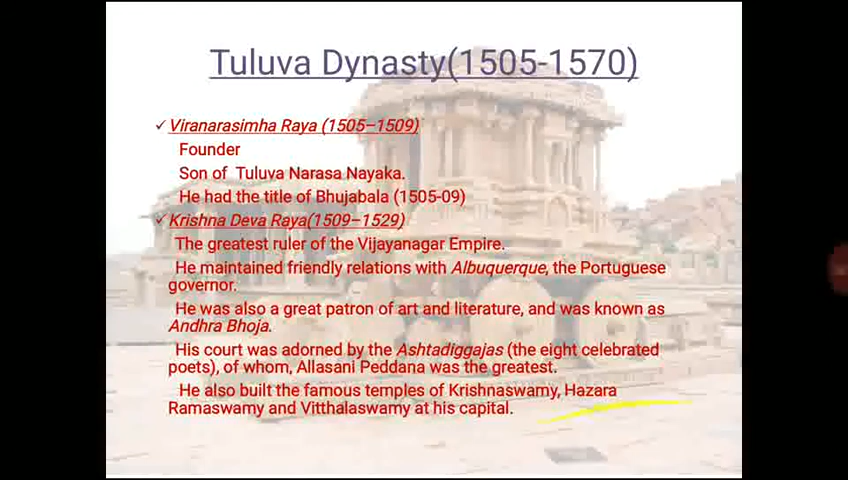 Tuluva Dynasty(1505-1570)
✓ Viranarasimha Raya (1505–1509)
Founder
Son of Tuluva Narasa Nayaka.
He had the title of Bhujabala (1505-09)
✓ Krishna Deva Raya(1509–1529)
The greatest ruler of the Vijayanagar Empire.
He maintained friendly relations with Albuquerque, the Portuguese
governor.
He was also a great patron of art and literature, and was known as
Andhra Bhoja.
His court was adorned by the Ashtadiggajas (the eight celebrated
poets), of whom, Allasani Peddana was the greatest.
He also built the famous temples of Krishnaswamy, Hazara
Ramaswamy and Vitthalaswamy at his capital.